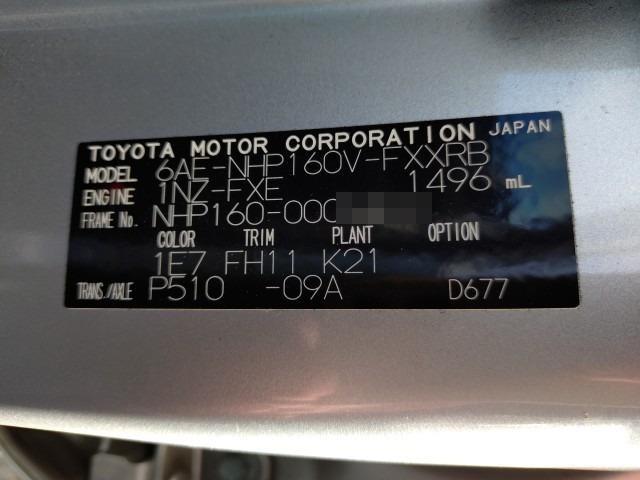 TOYOTA MOTOR CORPORATION JAPAN
MODEL 6AE-NHP160V-FXXRB
ENGINE 1NZ-FXE 1496 mL
FRAME No. NHP160-000
COLOR TRIM PLANT OPTION
1E7 FH11 K21
TRANS./AXLE P510 -09A D677